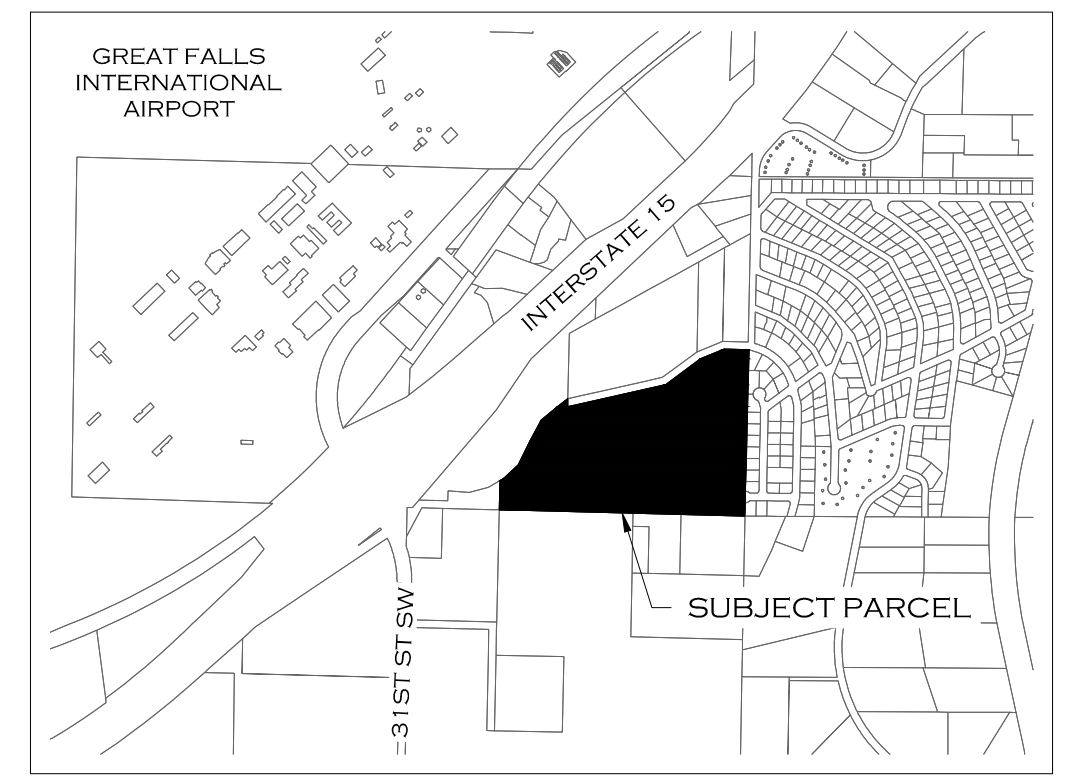 GREAT FALLS
INTERNATIONAL
AIRPORT
INTERSTATE 15
SUBJECT PARCEL
31ST ST SW